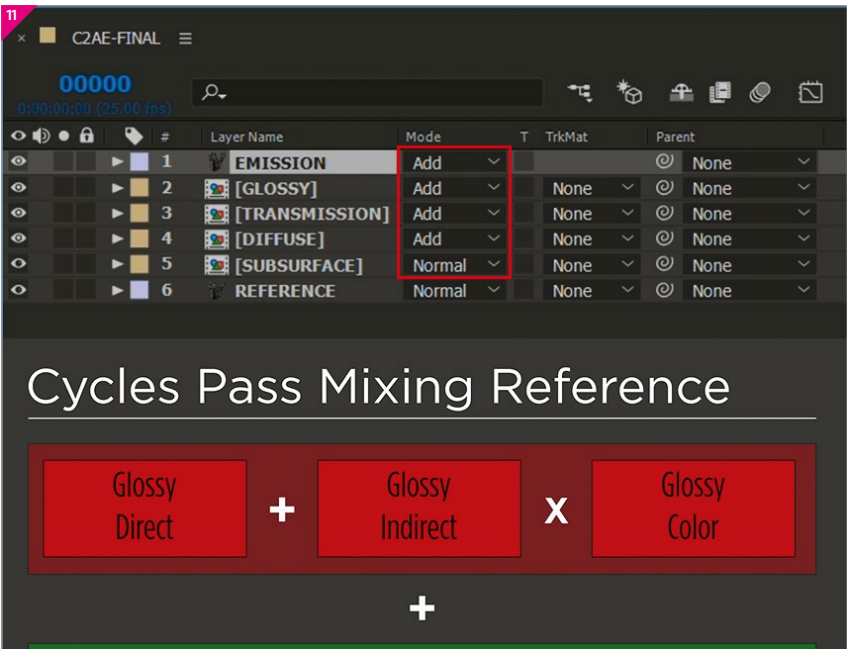 11
× C2AE-FINAL ≡
00000
0:00:00:00 (25.00 fps)
# Layer Name Mode T TrkMat Parent
1 EMISSION Add None
2 [GLOSSY] Add None None
3 [TRANSMISSION] Add None None
4 [DIFFUSE] Add None None
5 [SUBSURFACE] Normal None None
6 REFERENCE Normal None None
Cycles Pass Mixing Reference
Glossy Direct + Glossy Indirect x Glossy Color
+